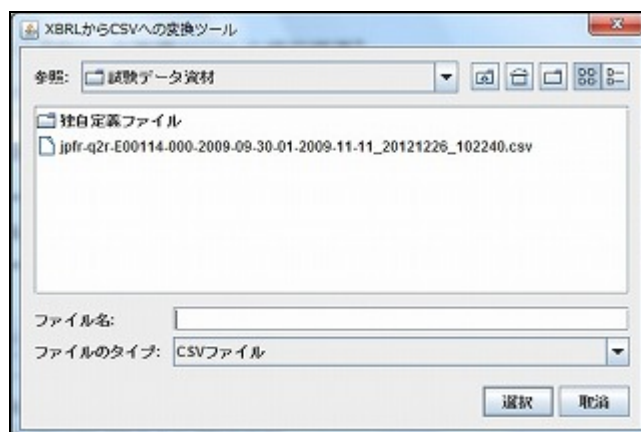 XBRLからCSVへの変換ツール
参照: 試験データ資材
独自定義ファイル
jpfr-q2r-E00114-000-2009-09-30-01-2009-11-11_20121226_102240.csv
ファイル名:
ファイルのタイプ: CSVファイル
選択 取消